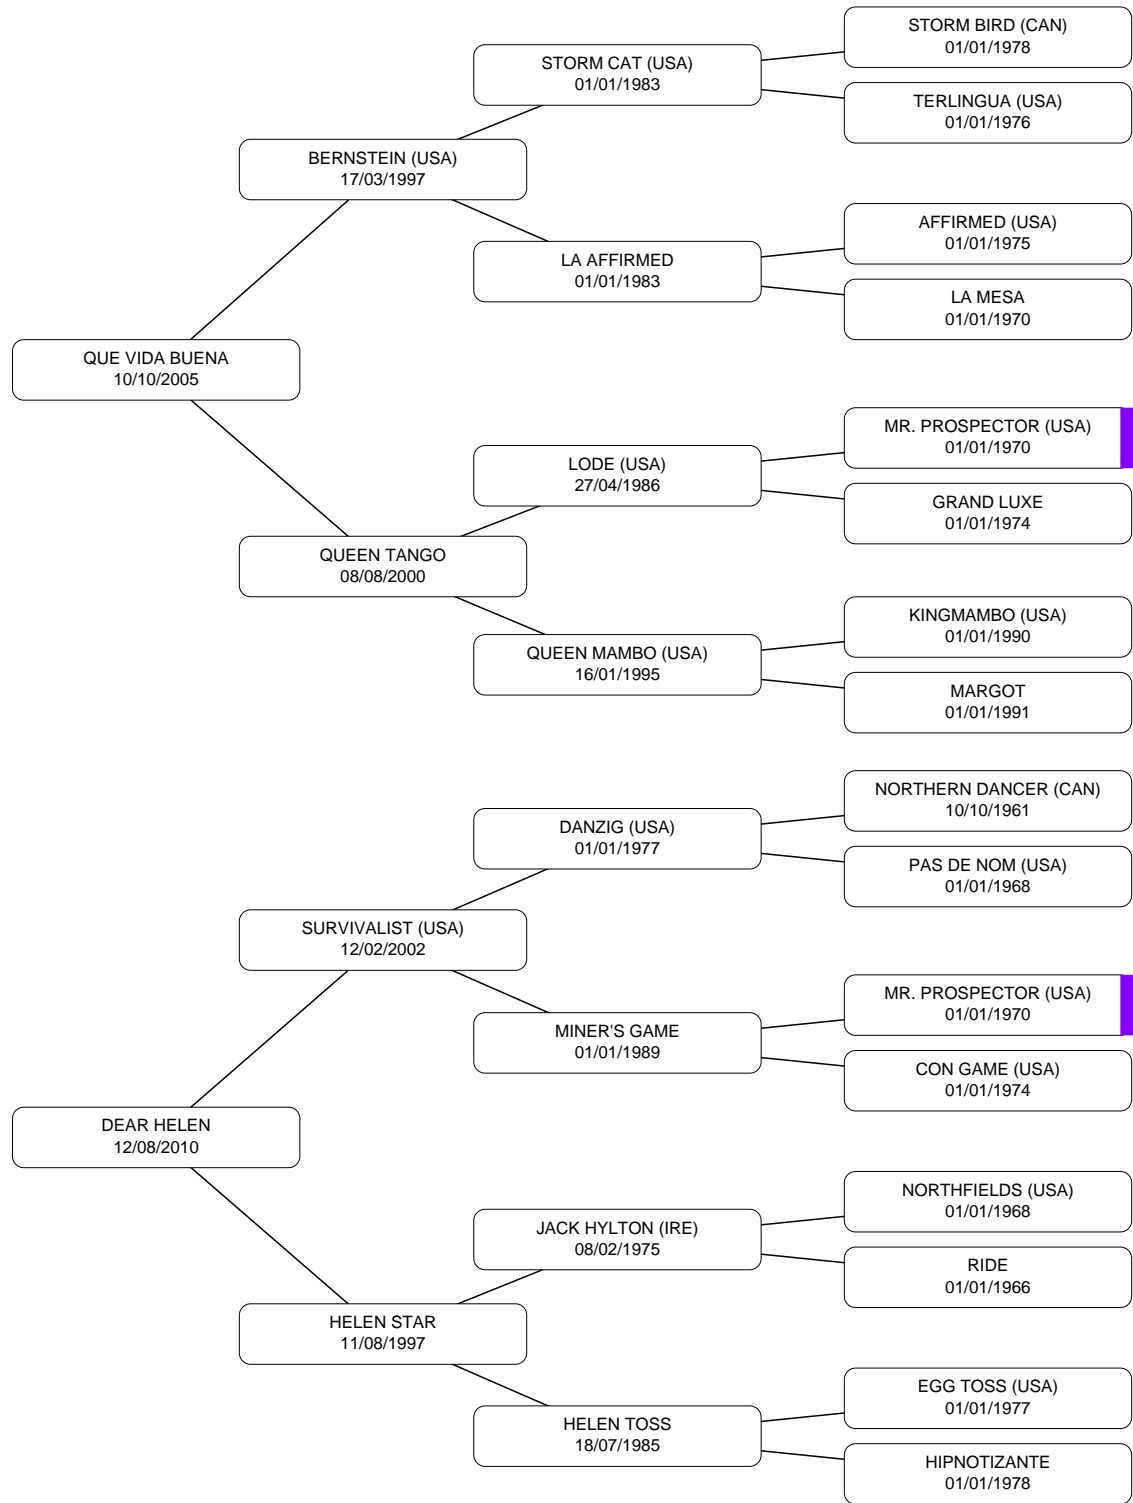 STORM BIRD (CAN)
01/01/1978
STORM CAT (USA)
01/01/1983
TERLINGUA (USA)
01/01/1976
BERNSTEIN (USA)
17/03/1997
AFFIRMED (USA)
01/01/1975
LA AFFIRMED
01/01/1983
LA MESA
01/01/1970
QUE VIDA BUENA
10/10/2005
MR. PROSPECTOR (USA)
01/01/1970
LODE (USA)
27/04/1986
GRAND LUXE
01/01/1974
QUEEN TANGO
08/08/2000
KINGMAMBO (USA)
01/01/1990
QUEEN MAMBO (USA)
16/01/1995
MARGOT
01/01/1991
NORTHERN DANCER (CAN)
10/10/1961
DANZIG (USA)
01/01/1977
PAS DE NOM (USA)
01/01/1968
SURVIVALIST (USA)
12/02/2002
MR. PROSPECTOR (USA)
01/01/1970
MINER'S GAME
01/01/1989
CON GAME (USA)
01/01/1974
DEAR HELEN
12/08/2010
NORTHFIELDS (USA)
01/01/1968
JACK HYLTON (IRE)
08/02/1975
RIDE
01/01/1966
HELEN STAR
11/08/1997
EGG TOSS (USA)
01/01/1977
HELEN TOSS
18/07/1985
HIPNOTIZANTE
01/01/1978